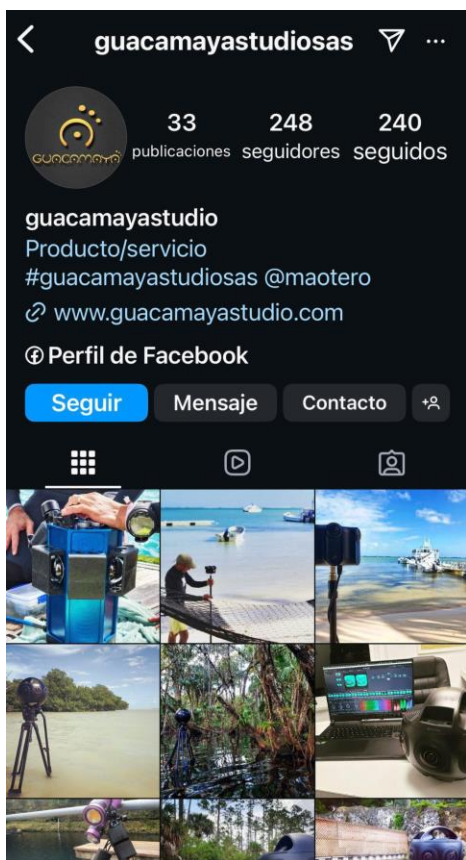 guacamayastudiosas
GUACAMAYA
33 248 240
publicaciones seguidores seguidos
guacamayastudio
Producto/servicio
#guacamayastudiosas @maotero
www.guacamayastudio.com
Perfil de Facebook
Seguir Mensaje Contacto